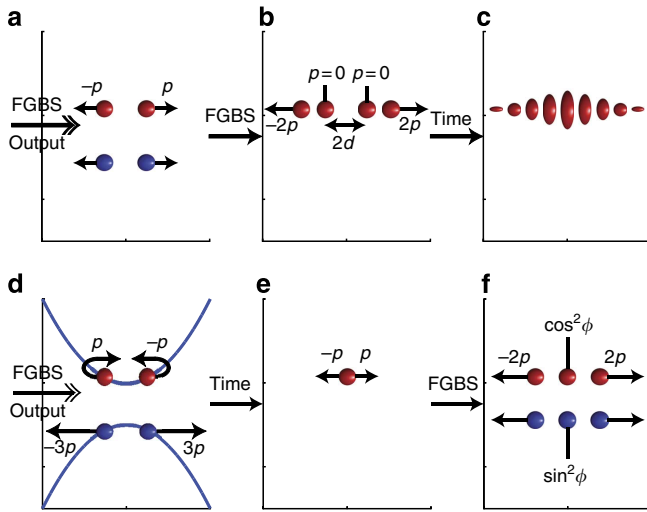 a
b
c
–p
p
p=0
p=0
FGBS
Output
FGBS
–2p
2p
2d
Time
d
e
f
p
–p
FGBS
Output
Time
–p
p
FGBS
cos²ϕ
–2p
2p
–3p
3p
sin²ϕ